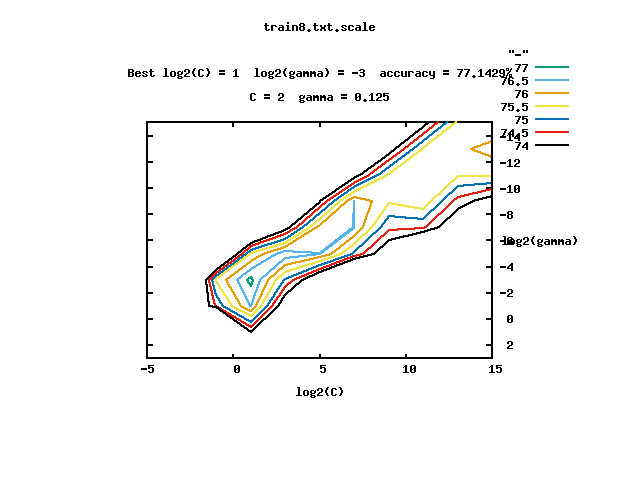 train8.txt.scale
"-"
Best log2(C) = 1  log2(gamma) = -3  accuracy = 77.1429%
77
76.5
C = 2  gamma = 0.125
76
75.5
75
74.5
74
-14
-12
-10
-8
-6
log2(gamma)
-4
-2
0
2
-5 0 5 10 15
log2(C)